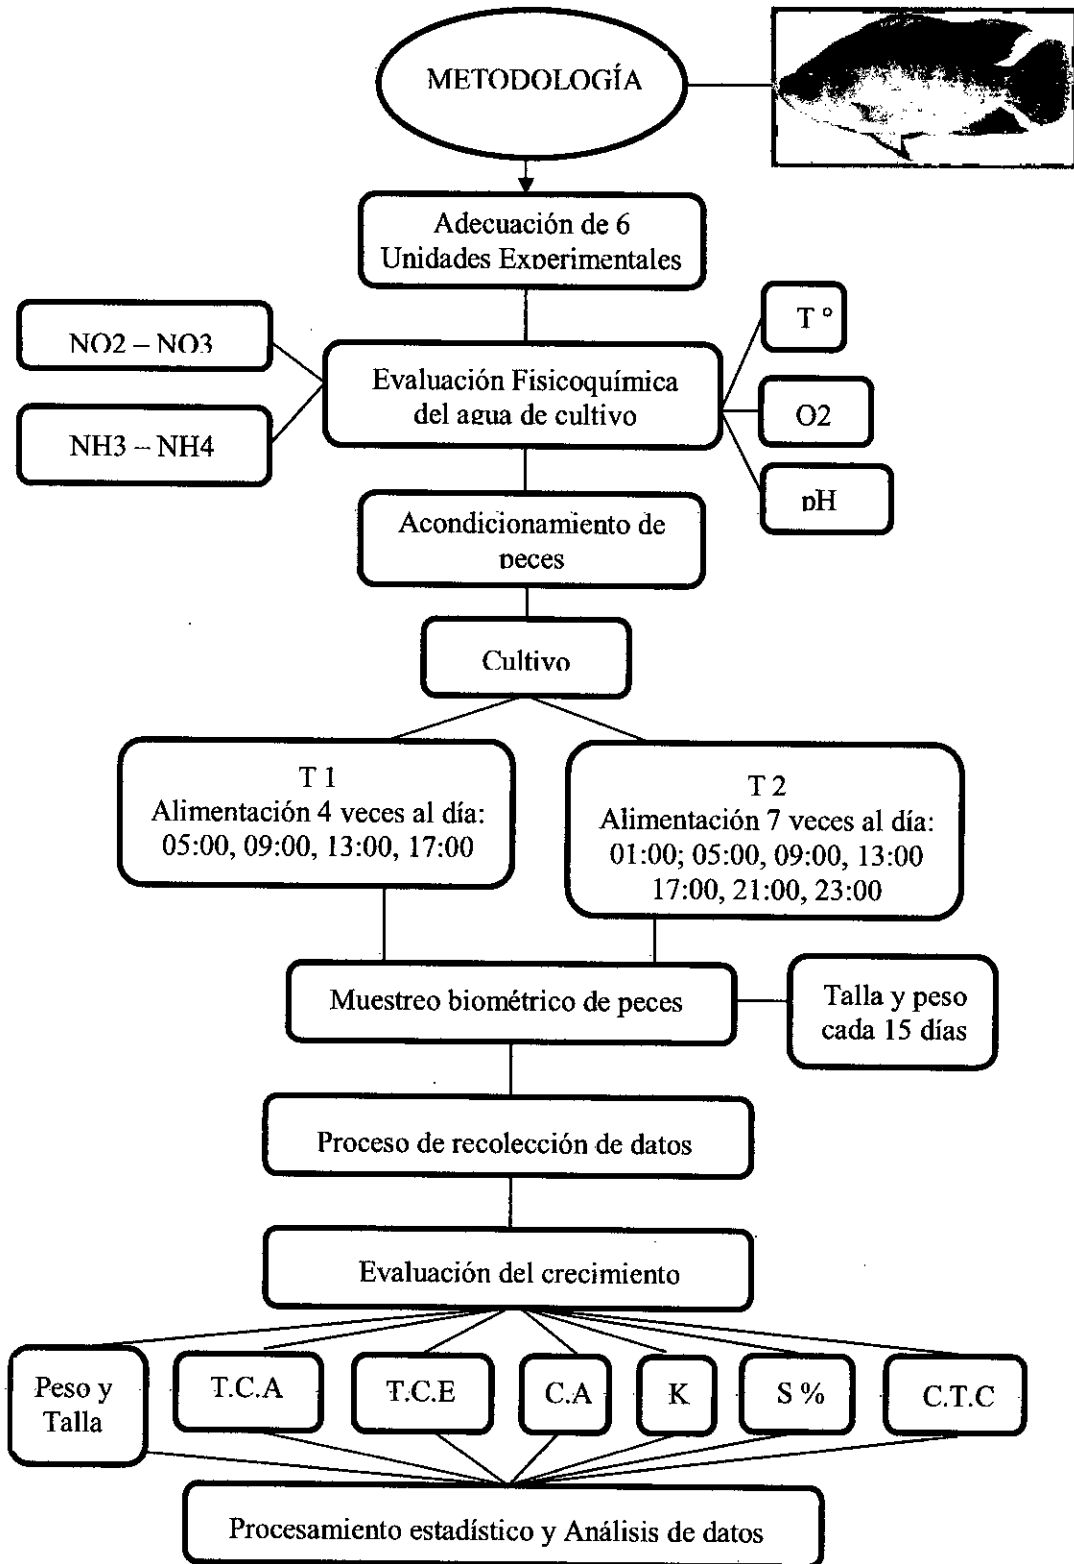 METODOLOGÍA
Adecuación de 6
Unidades Experimentales
NO2 – NO3
NH3 – NH4
Evaluación Fisicoquímica
del agua de cultivo
T °
O2
pH
Acondicionamiento de
peces
Cultivo
T 1
Alimentación 4 veces al día:
05:00, 09:00, 13:00, 17:00
T 2
Alimentación 7 veces al día:
01:00; 05:00, 09:00, 13:00
17:00, 21:00, 23:00
Muestreo biométrico de peces
Talla y peso
cada 15 días
Proceso de recolección de datos
Evaluación del crecimiento
Peso y
Talla
T.C.A
T.C.E
C.A
K
S %
C.T.C
Procesamiento estadístico y Análisis de datos